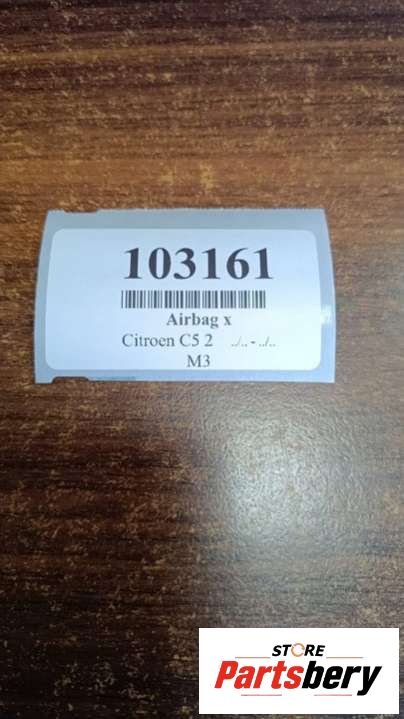 103161
Airbag x
Citroen C5 2 ../.. - ../..
M3
STORE
Partsbery